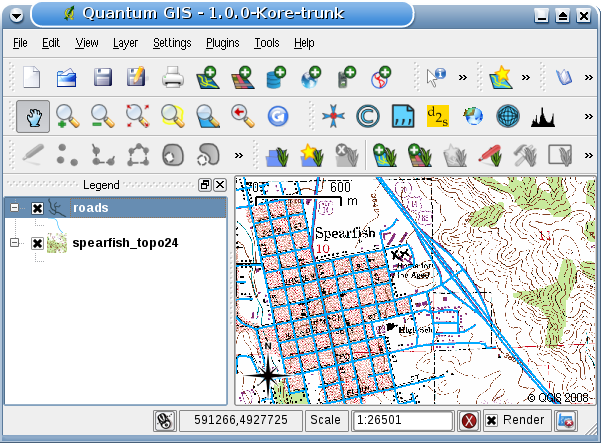 Quantum GIS - 1.0.0-Kore-trunk
File Edit View Layer Settings Plugins Tools Help
d2s
Legend
roads
spearfish_topo24
600
m
Spearfish
10
N
© QGIS 2008
591266,4927725 Scale 1:26501 Render